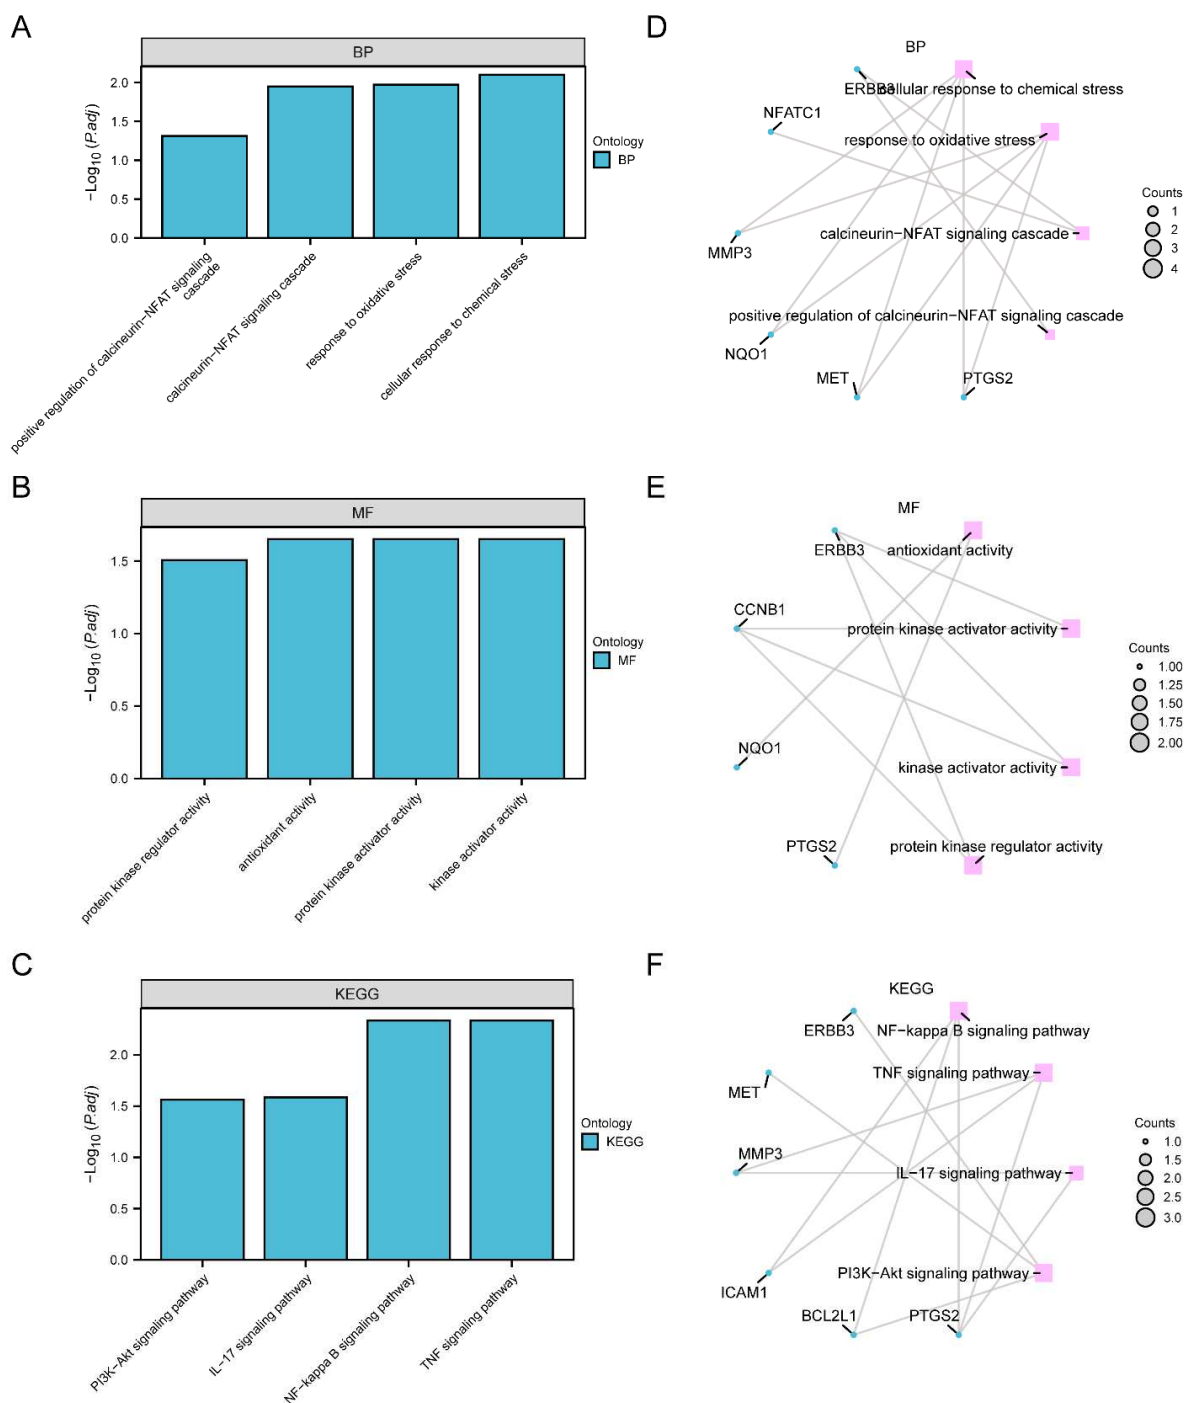 A
BP
−Log10 (P.adj)
2.0
1.5
1.0
0.5
0.0
positive regulation of calcineurin−NFAT signaling
cascade
calcineurin−NFAT signaling cascade
response to oxidative stress
cellular response to chemical stress
Ontology
BP
D
BP
ERBB3
cellular response to chemical stress
NFATC1
response to oxidative stress
calcineurin−NFAT signaling cascade
MMP3
positive regulation of calcineurin−NFAT signaling cascade
NQO1
MET
PTGS2
Counts
1
2
3
4
B
MF
−Log10 (P.adj)
1.5
1.0
0.5
0.0
protein kinase regulator activity
antioxidant activity
protein kinase activator activity
kinase activator activity
Ontology
MF
E
MF
ERBB3
antioxidant activity
CCNB1
protein kinase activator activity
NQO1
kinase activator activity
PTGS2
protein kinase regulator activity
Counts
1.00
1.25
1.50
1.75
2.00
C
KEGG
−Log10 (P.adj)
2.0
1.5
1.0
0.5
0.0
PI3K−Akt signaling pathway
IL−17 signaling pathway
NF−kappa B signaling pathway
TNF signaling pathway
Ontology
KEGG
F
KEGG
ERBB3
NF−kappa B signaling pathway
TNF signaling pathway
MET
MMP3
IL−17 signaling pathway
PI3K−Akt signaling pathway
ICAM1
BCL2L1
PTGS2
Counts
1.0
1.5
2.0
2.5
3.0